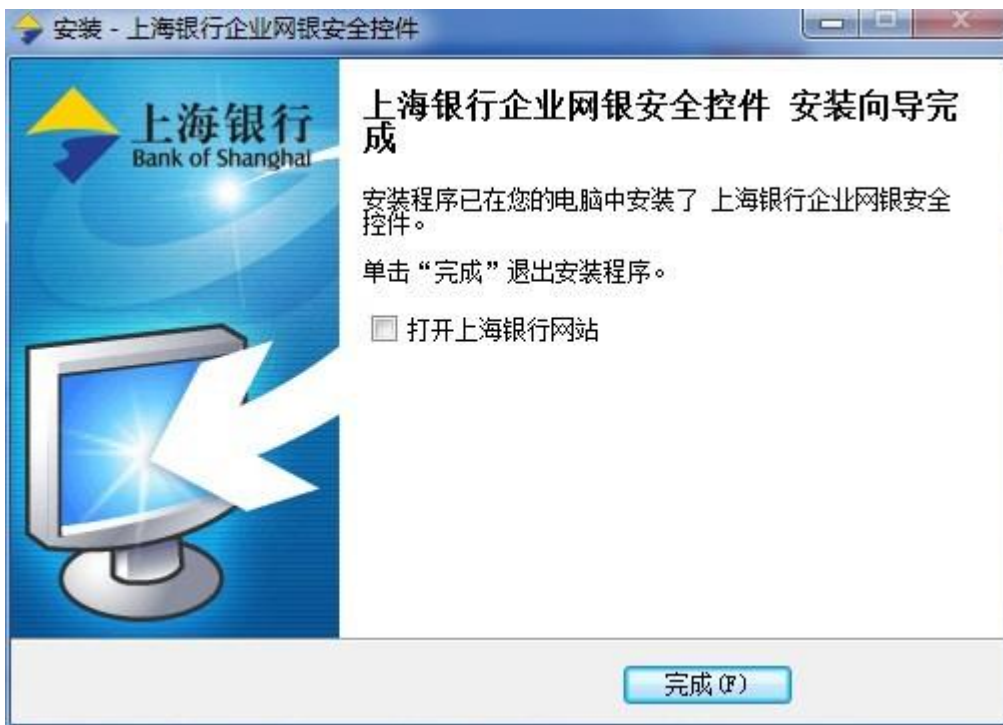 安装 - 上海银行企业网银安全控件
上海银行
Bank of Shanghai
上海银行企业网银安全控件 安装向导完
成
安装程序已在您的电脑中安装了 上海银行企业网银安全
控件。
单击“完成”退出安装程序。
打开上海银行网站
完成(F)